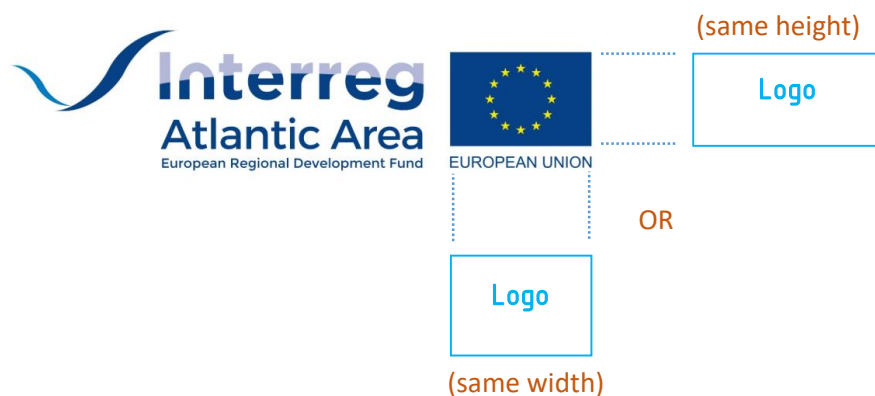 (same height)
Interreg
Logo
Atlantic Area
European Regional Development Fund
EUROPEAN UNION
OR
Logo
(same width)